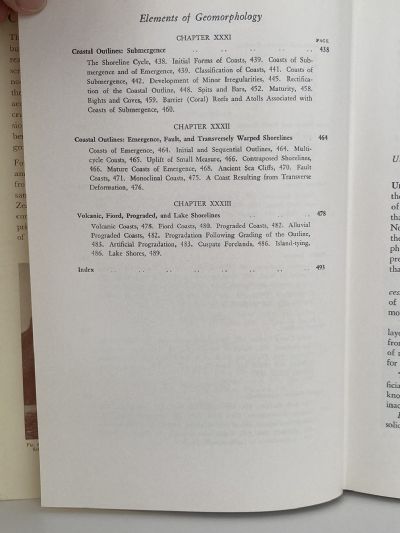 Elements of Geomorphology
CHAPTER XXXI
PAGE
Coastal Outlines: Submergence .. .. .. .. .. 438
The Shoreline Cycle, 438. Initial Forms of Coasts, 439. Coasts of Sub-
mergence and of Emergence, 439. Classification of Coasts, 441. Coasts of
Submergence, 442. Development of Minor Irregularities, 445. Rectifica-
tion of the Coastal Outline, 448. Spits and Bars, 452. Maturity, 458.
Bights and Coves, 459. Barrier (Coral) Reefs and Atolls Associated with
Coasts of Submergence, 460.
CHAPTER XXXII
Coastal Outlines: Emergence, Fault, and Transversely Warped Shorelines 464
Coasts of Emergence, 464. Initial and Sequential Outlines, 464. Multi-
cycle Coasts, 465. Uplift of Small Measure, 466. Contraposed Shorelines,
466. Mature Coasts of Emergence, 468. Ancient Sea Cliffs, 470. Fault
Coasts, 471. Monoclinal Coasts, 475. A Coast Resulting from Transverse
Deformation, 476.
CHAPTER XXXIII
Volcanic, Fiord, Prograded, and Lake Shorelines .. .. 478
Volcanic Coasts, 478. Fiord Coasts, 480. Prograded Coasts, 482. Alluvial
Prograded Coasts, 482. Progradation Following Grading of the Outline,
483. Artificial Progradation, 483. Cuspate Forelands, 486. Island-tying,
486. Lake Shores, 489.
Index .. .. .. .. .. .. .. .. 493